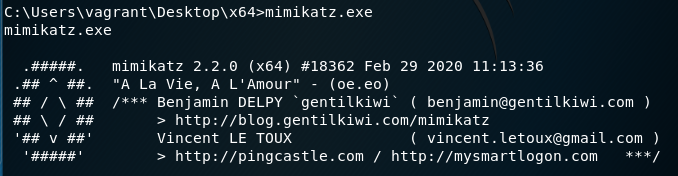 C:\Users\vagrant\Desktop\x64>mimikatz.exe
mimikatz.exe

  .#####.   mimikatz 2.2.0 (x64) #18362 Feb 29 2020 11:13:36
 .## ^ ##.  "A La Vie, A L'Amour" - (oe.eo)
 ## / \ ##  /*** Benjamin DELPY `gentilkiwi` ( benjamin@gentilkiwi.com )
 ## \ / ##       > http://blog.gentilkiwi.com/mimikatz
 '## v ##'       Vincent LE TOUX             ( vincent.letoux@gmail.com )
  '#####'        > http://pingcastle.com / http://mysmartlogon.com   ***/